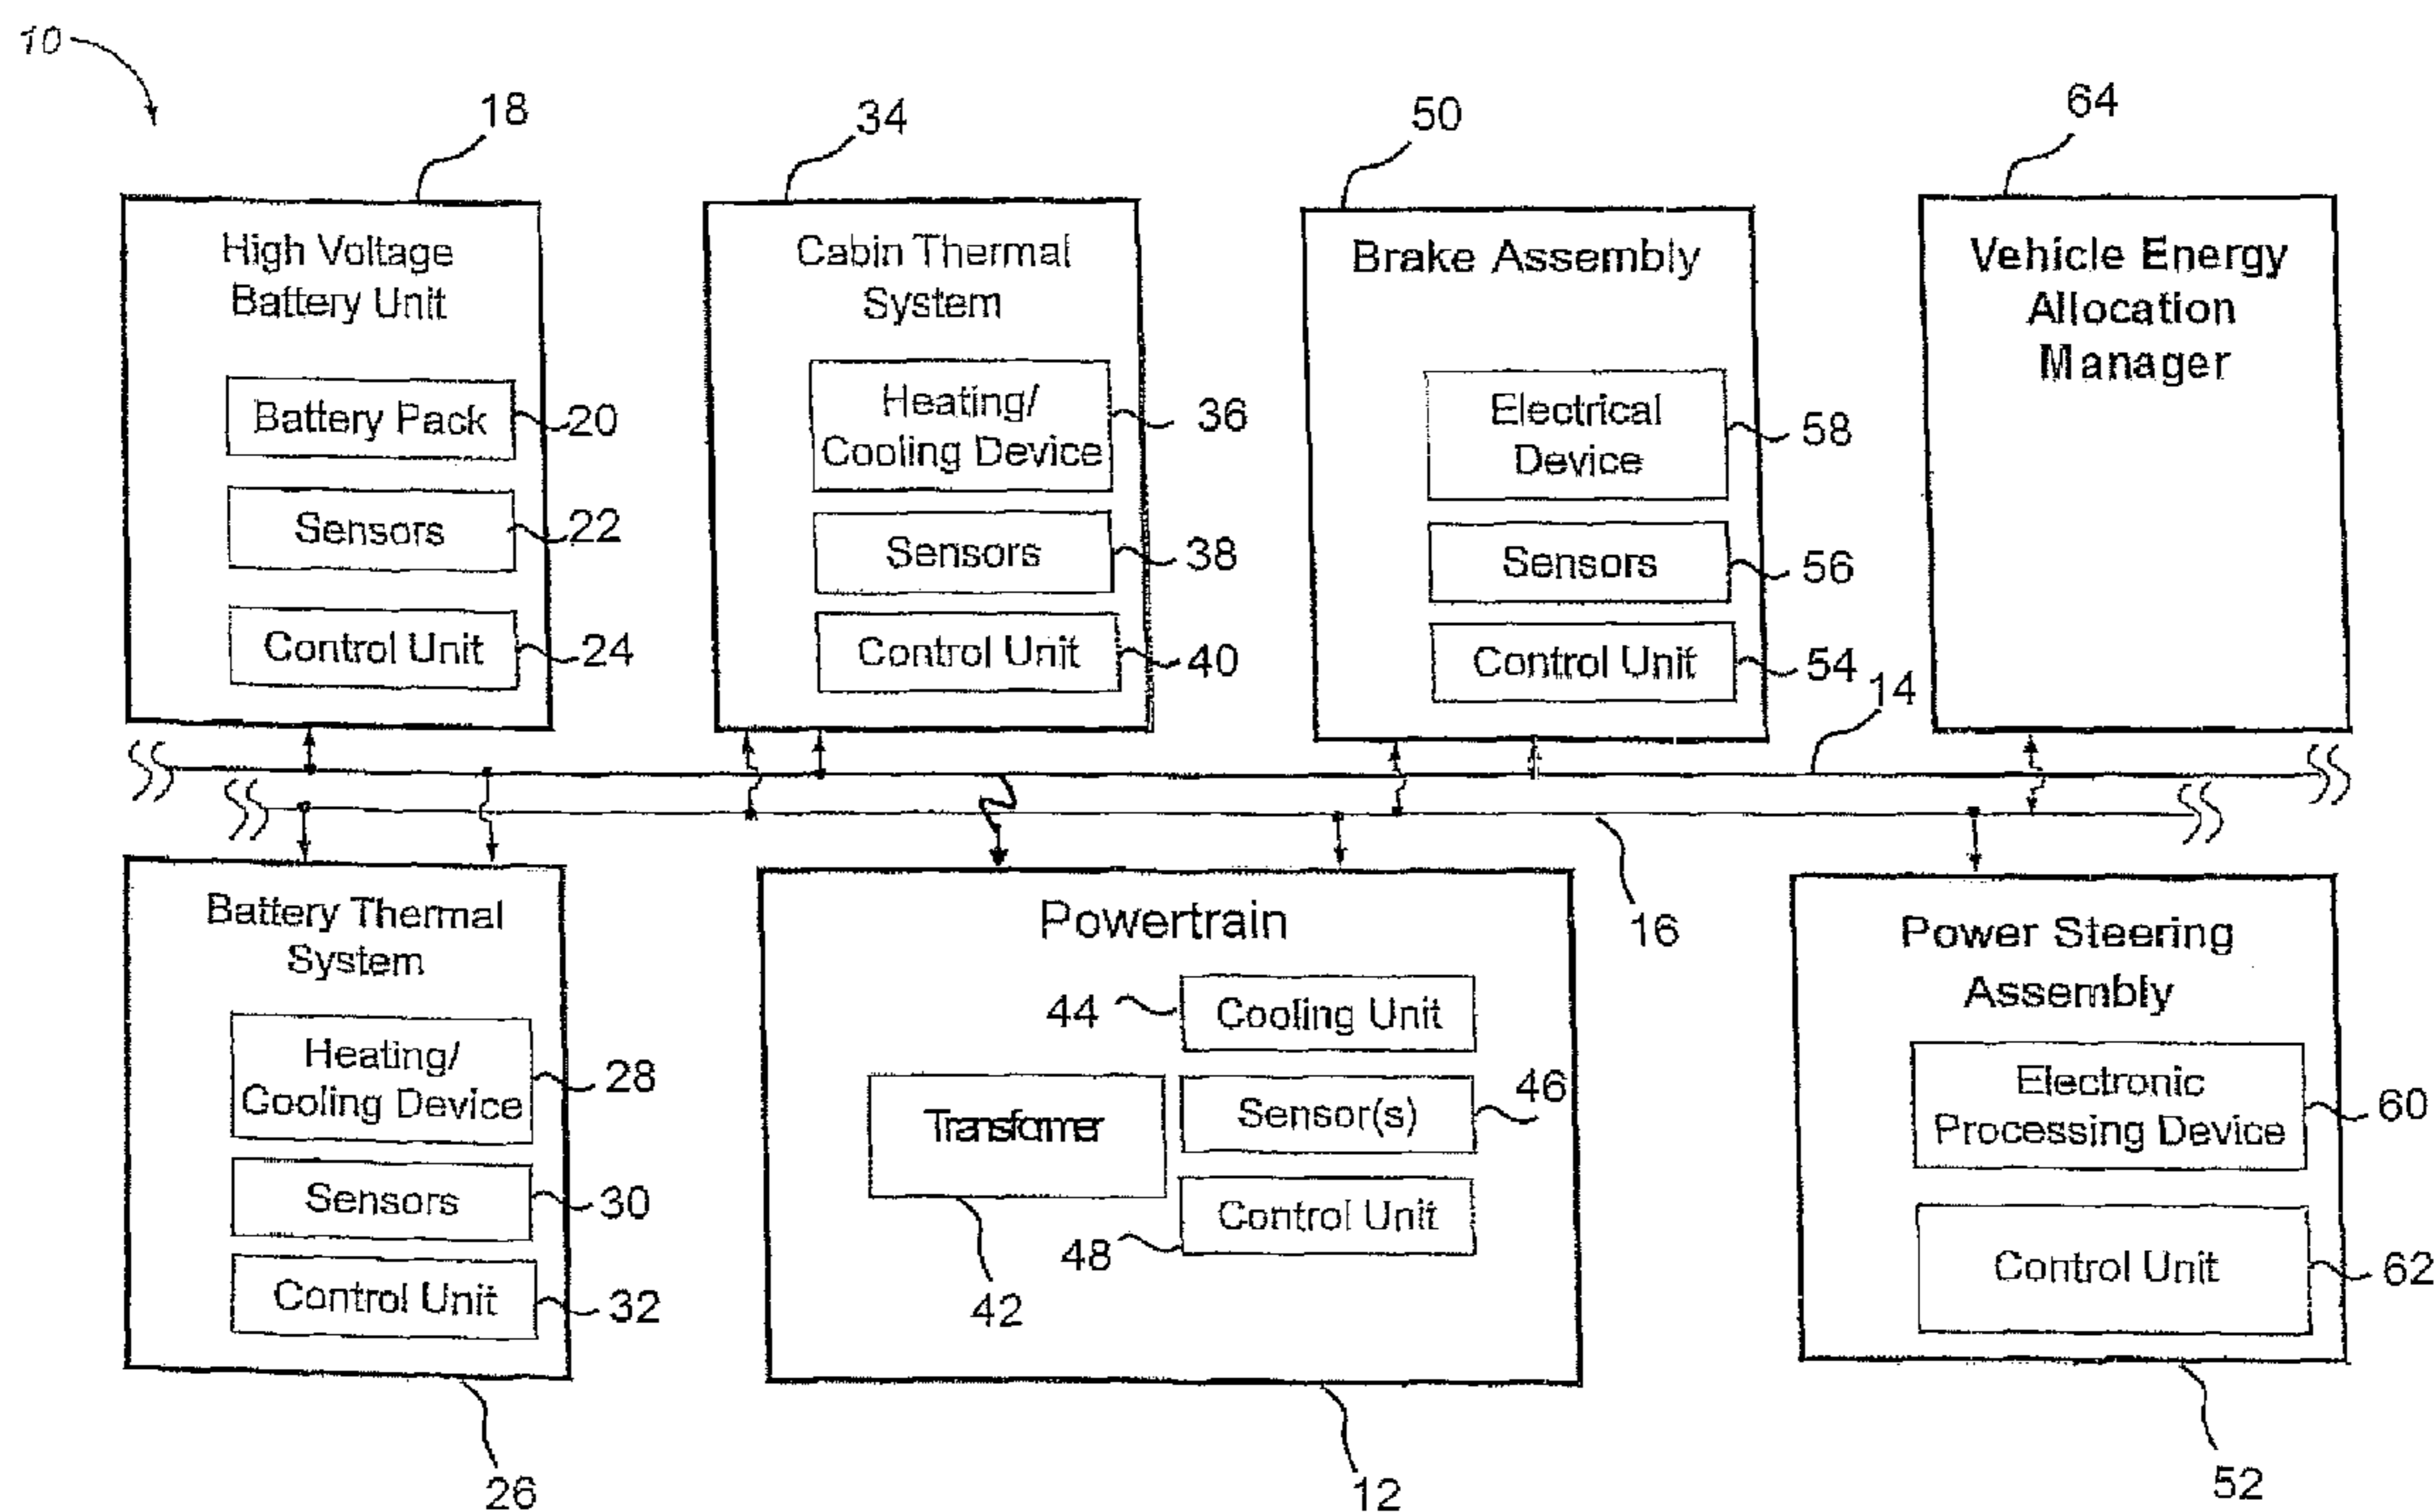 10
18
34
50
64
High Voltage
Battery Unit
Battery Pack
20
Sensors
22
Control Unit
24
Cabin Thermal
System
Heating/
Cooling Device
36
Sensors
38
Control Unit
40
Brake Assembly
Electrical
Device
58
Sensors
56
Control Unit
54
Vehicle Energy
Allocation
Manager
14
16
Battery Thermal
System
Heating/
Cooling Device
28
Sensors
30
Control Unit
32
26
Powertrain
44
Cooling Unit
Transformer
Sensor(s)
46
Control Unit
48
42
12
Power Steering
Assembly
Electronic
Processing Device
60
Control Unit
62
52